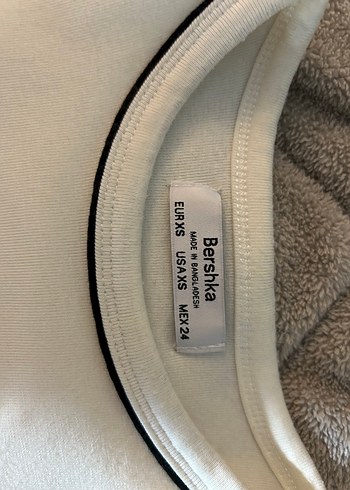 Bershka
MADE IN BANGLADESH
EUR XS USA XS MEX 24